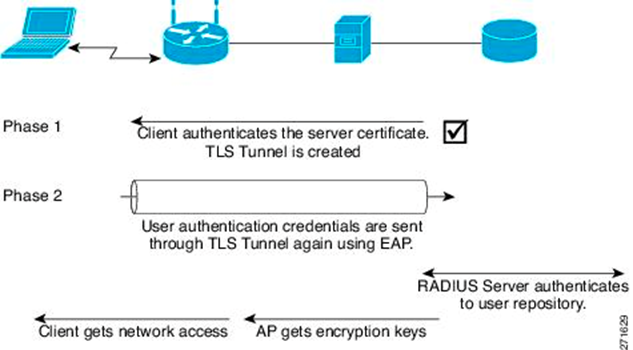 Phase 1
Client authenticates the server certificate.
TLS Tunnel is created
Phase 2
User authentication credentials are sent
through TLS Tunnel again using EAP.
RADIUS Server authenticates
to user repository.
Client gets network access
AP gets encryption keys
271629